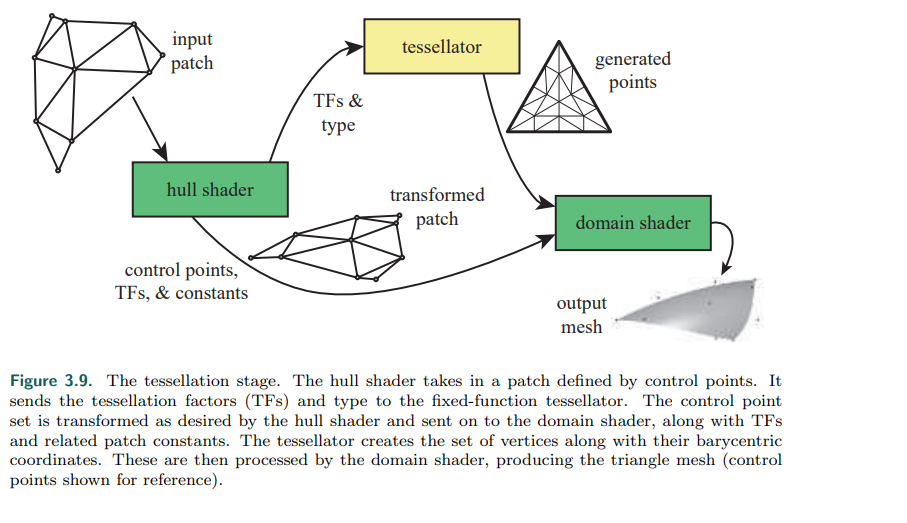 input
patch
tessellator
generated
points
TFs &
type
hull shader
transformed
patch
domain shader
control points,
TFs, & constants
output
mesh
Figure 3.9. The tessellation stage. The hull shader takes in a patch defined by control points. It
sends the tessellation factors (TFs) and type to the fixed-function tessellator. The control point
set is transformed as desired by the hull shader and sent on to the domain shader, along with TFs
and related patch constants. The tessellator creates the set of vertices along with their barycentric
coordinates. These are then processed by the domain shader, producing the triangle mesh (control
points shown for reference).